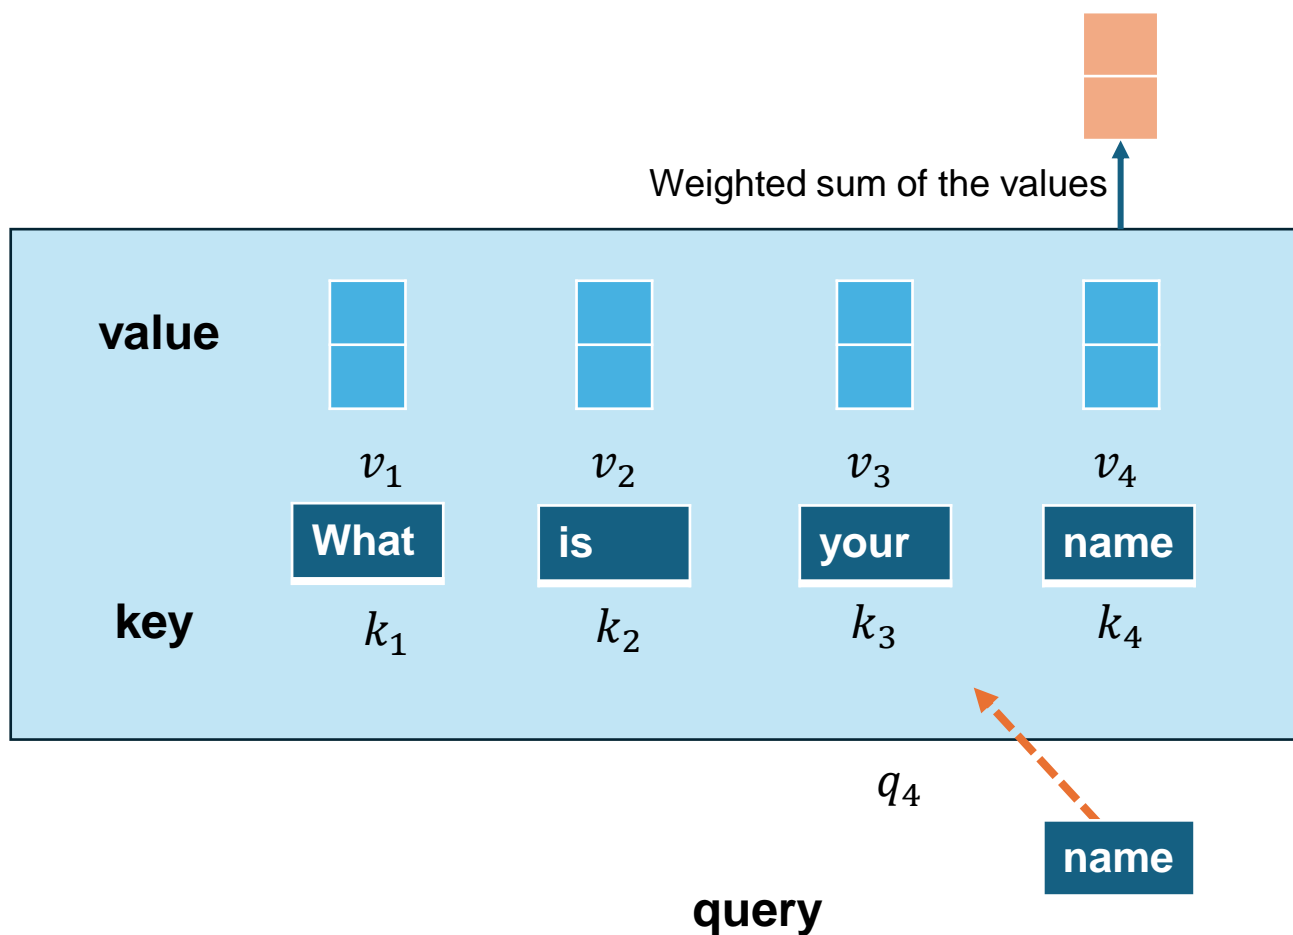 Weighted sum of the values
value
v₁ v₂ v₃ v₄
What is your name
key
k₁ k₂ k₃ k₄
q₄
name
query